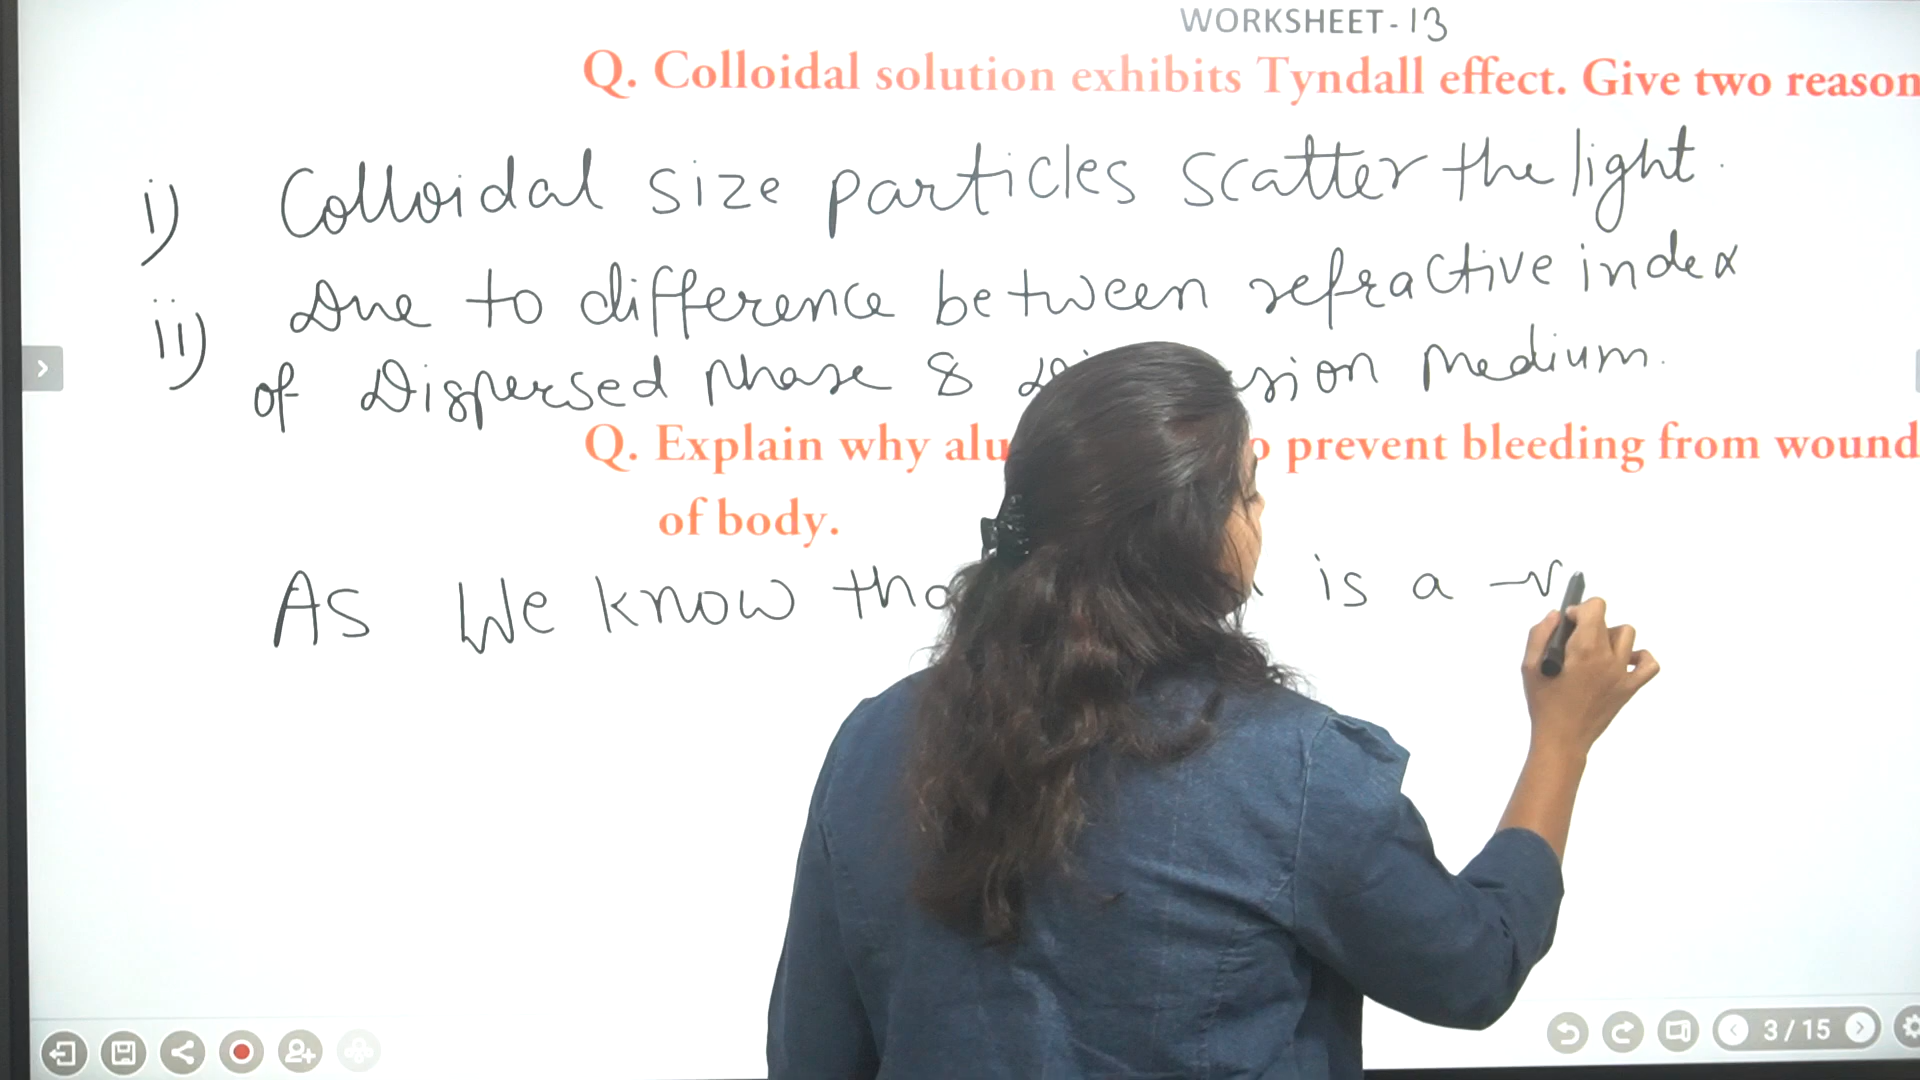 WORKSHEET-13
Q. Colloidal solution exhibits Tyndall effect. Give two reason
i) Colloidal size particles scatter the light.
ii) Due to difference between refractive index
of Dispersed phase & medium.
Q. Explain why prevent bleeding from wound
of body.
As We know is a
3/15